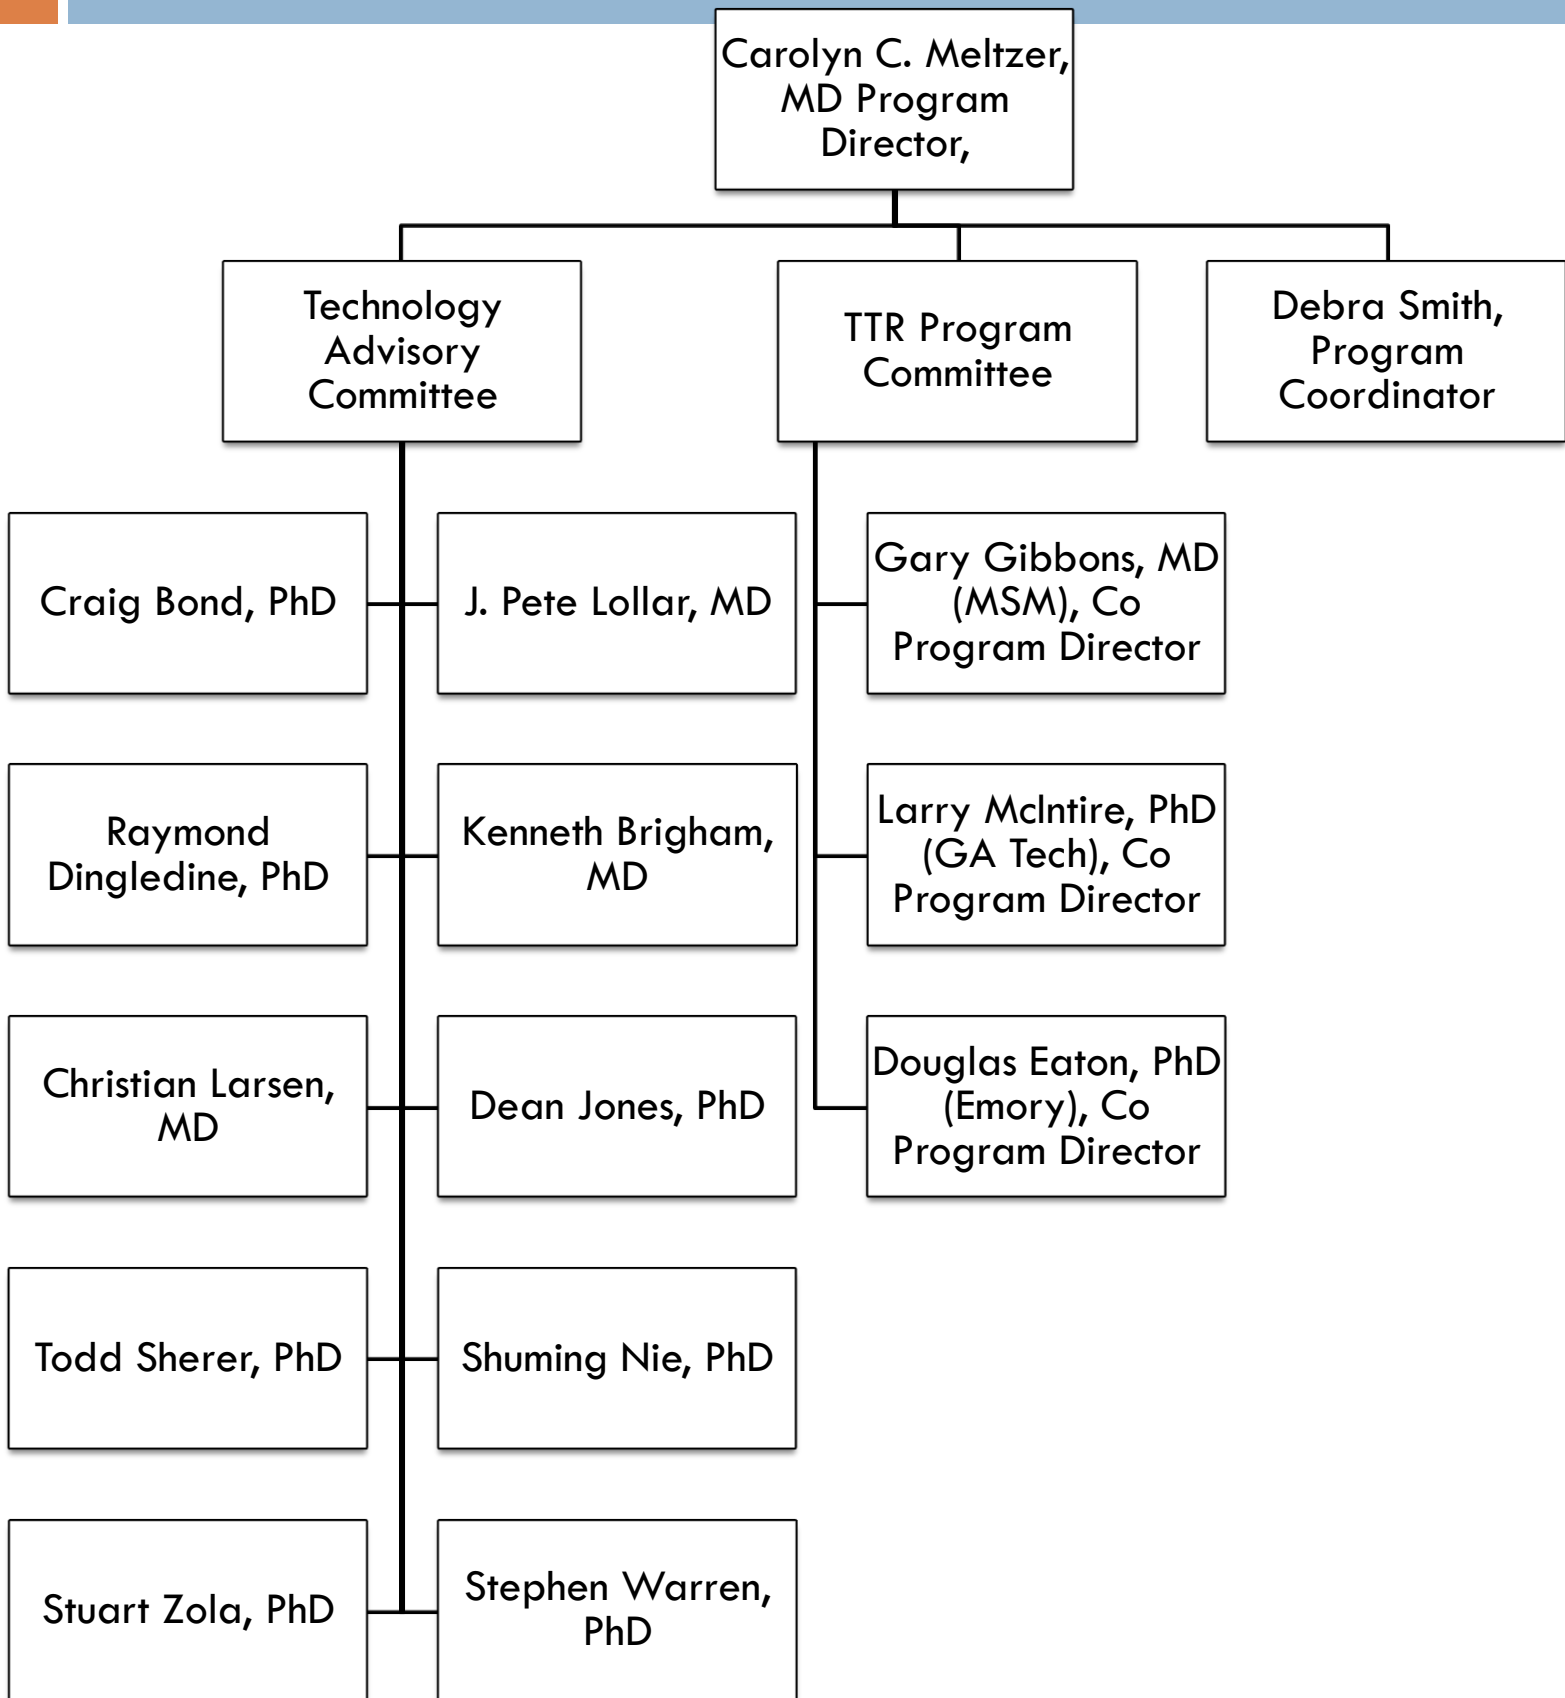 Carolyn C. Meltzer,
MD Program
Director,
Technology
Advisory
Committee
TTR Program
Committee
Debra Smith,
Program
Coordinator
Craig Bond, PhD
J. Pete Lollar, MD
Gary Gibbons, MD
(MSM), Co
Program Director
Raymond
Dingledine, PhD
Kenneth Brigham,
MD
Larry McIntire, PhD
(GA Tech), Co
Program Director
Christian Larsen,
MD
Dean Jones, PhD
Douglas Eaton, PhD
(Emory), Co
Program Director
Todd Sherer, PhD
Shuming Nie, PhD
Stuart Zola, PhD
Stephen Warren,
PhD